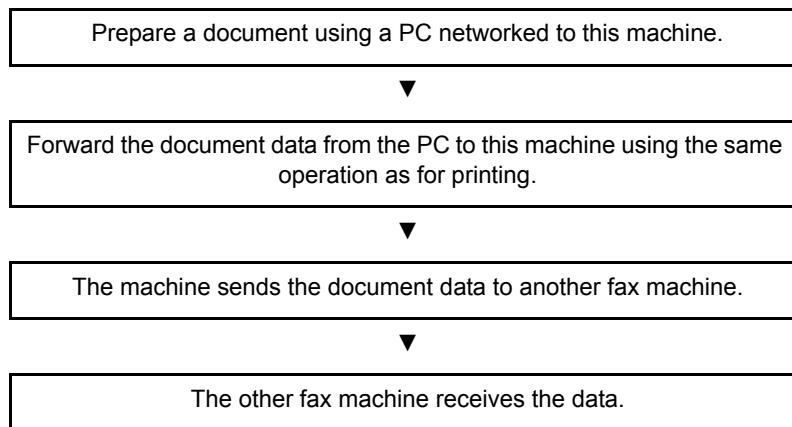 Prepare a document using a PC networked to this machine.
▼
Forward the document data from the PC to this machine using the same
operation as for printing.
▼
The machine sends the document data to another fax machine.
▼
The other fax machine receives the data.